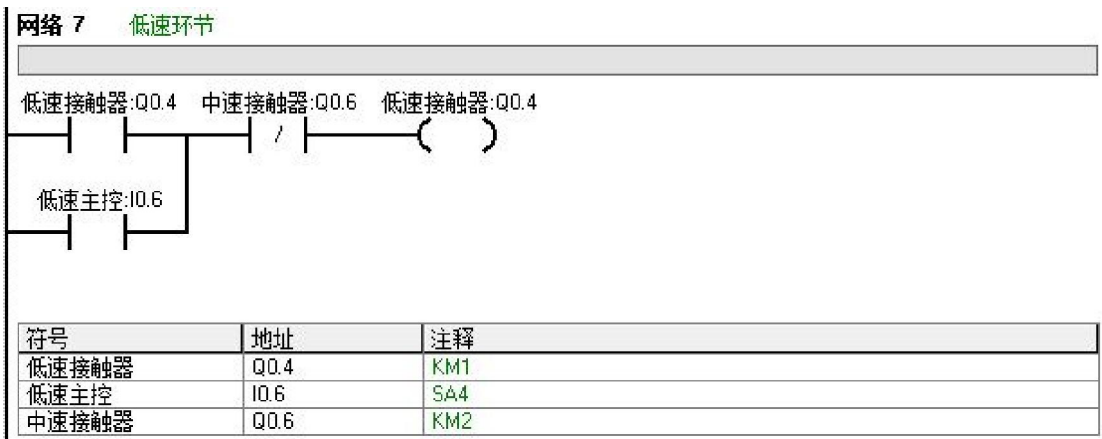 网络 7 低速环节
低速接触器:Q0.4 中速接触器:Q0.6 低速接触器:Q0.4
/
低速主控:I0.6
符号 地址 注释
低速接触器 Q0.4 KM1
低速主控 I0.6 SA4
中速接触器 Q0.6 KM2